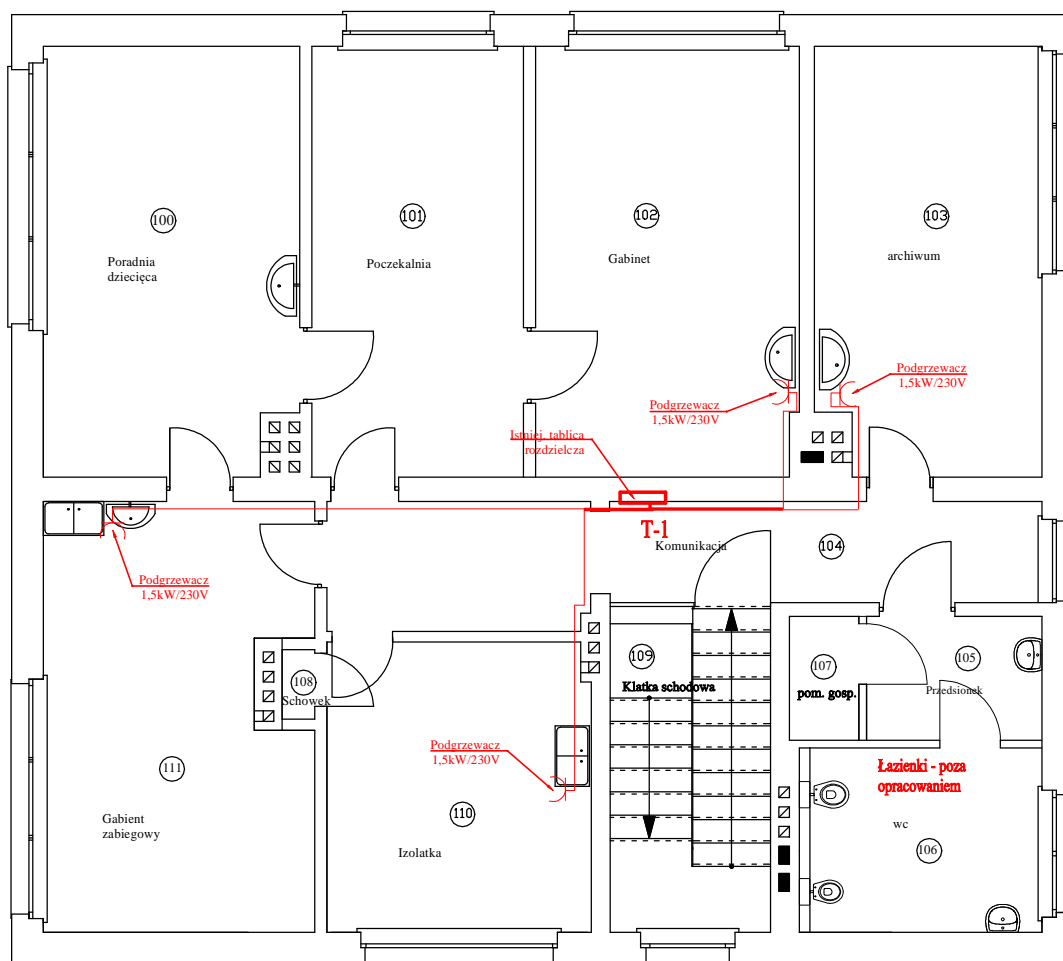 100
Poradnia
dziecięca
101
Poczekalnia
102
Gabinet
103
archiwum
Podgrzewacz
1,5kW/230V
Podgrzewacz
1,5kW/230V
Istniej. tablica
rozdzielcza
T-1
Komunikacja
104
Podgrzewacz
1,5kW/230V
109
Klatka schodowa
107
pom. gosp.
105
Przedsionek
108
Schowek
Podgrzewacz
1,5kW/230V
111
Gabient
zabiegowy
110
Izolatka
Łazienki - poza
opracowaniem
wc
106